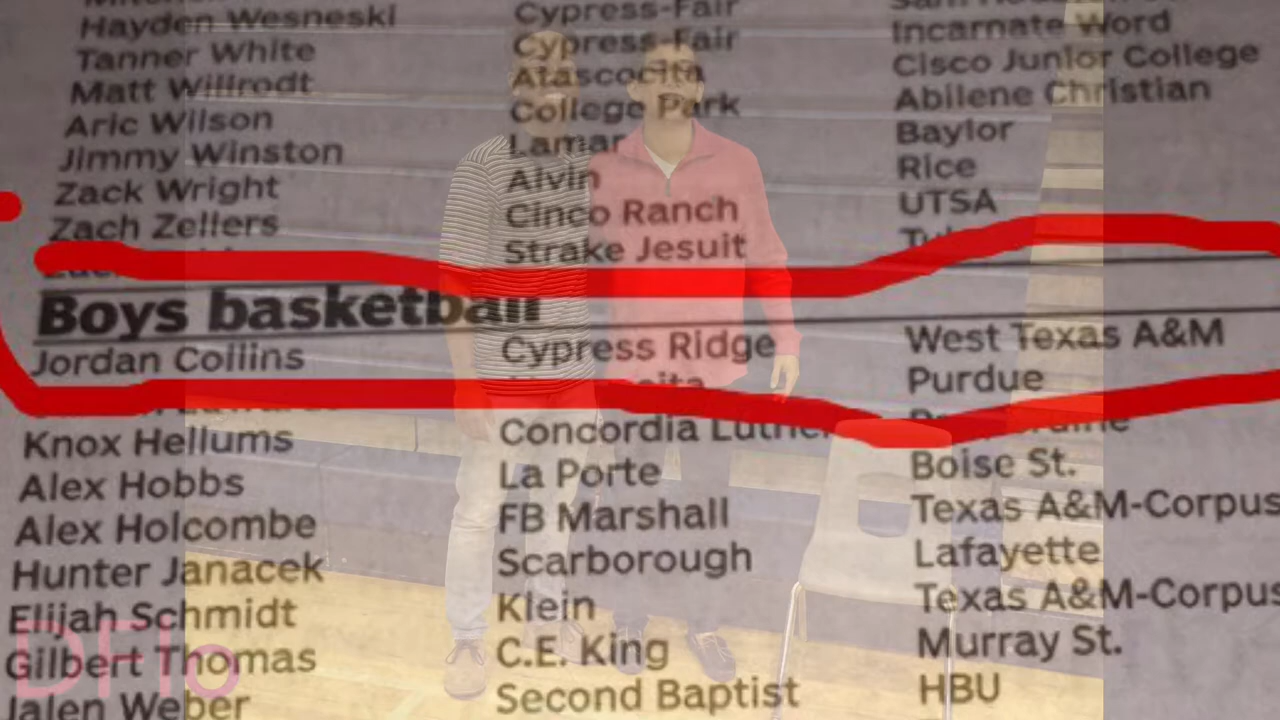 Hayden Wesneski Cypress-Fair
Tanner White Cypress-Fair Incarnate Word
Matt Willrodt Atascocita Cisco Junior College
Aric Wilson College Park Abilene Christian
Jimmy Winston Lamar Baylor
Zack Wright Alvin Rice
Zach Zellers Cinco Ranch UTSA
Strake Jesuit
Boys basketball
Jordan Collins Cypress Ridge West Texas A&M
Purdue
Knox Hellums Concordia
Alex Hobbs La Porte Boise St.
Alex Holcombe FB Marshall Texas A&M-Corpus
Hunter Janacek Scarborough Lafayette
Elijah Schmidt Klein Texas A&M-Corpus
Gilbert Thomas C.E. King Murray St.
Jalen Weber Second Baptist HBU
DFlo